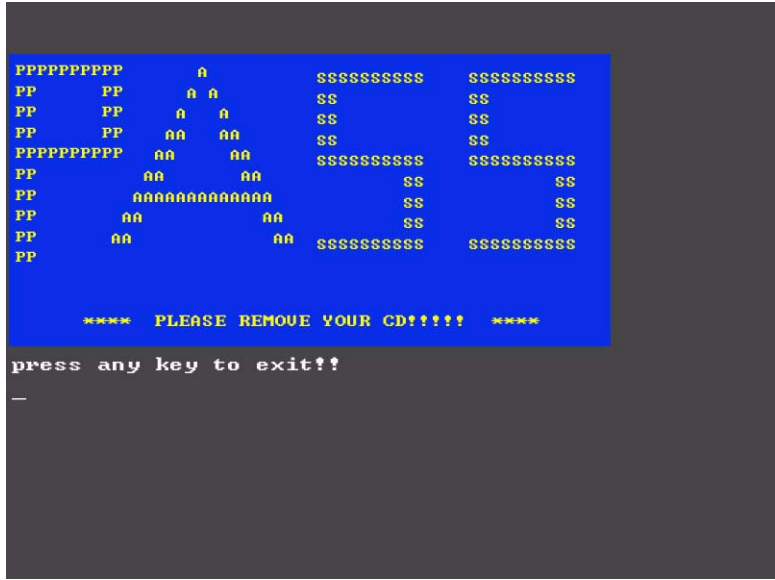 PPPPPPPPPP A SSSSSSSSSS SSSSSSSSSS
PP PP A A SS SS
PP PP A A SS SS
PP PP AA AA SS SS
PPPPPPPPPP AA AA SSSSSSSSSS SSSSSSSSSS
PP AA AA SS SS
PP AAAAAAAAAAAAA SS SS
PP AA AA SS SS
PP AA AA SSSSSSSSSS SSSSSSSSSS
PP
**** PLEASE REMOVE YOUR CD!!!!! ****
press any key to exit!!
_